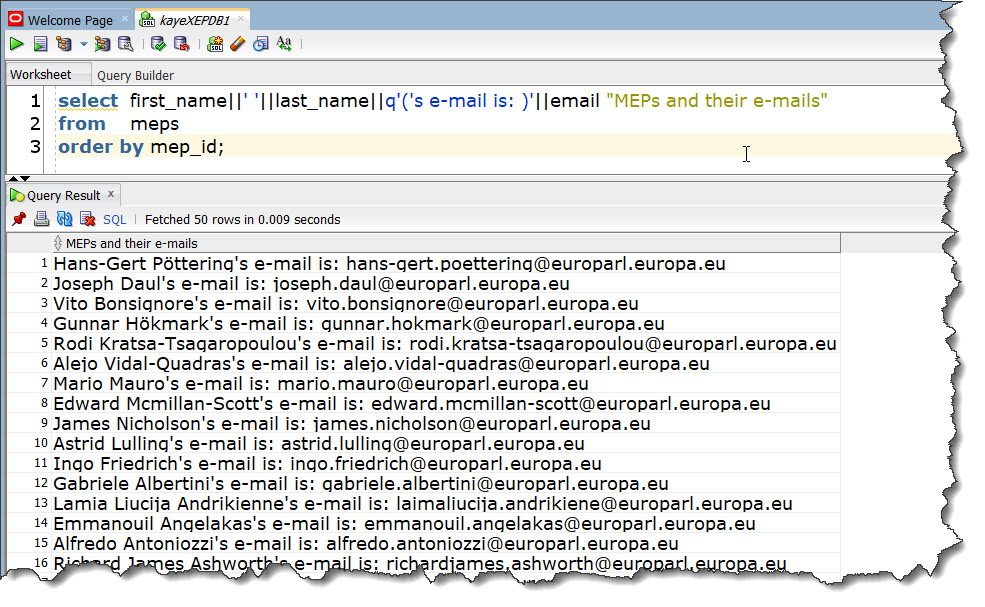 Welcome Page × kayeXEPDB1 ×
SQL SQL Aa
Worksheet Query Builder
1 select first_name||' '||last_name||q'('s e-mail is: )'||email "MEPs and their e-mails"
2 from meps
3 order by mep_id;
Query Result ×
SQL | Fetched 50 rows in 0.009 seconds
MEPs and their e-mails
1 Hans-Gert Pöttering's e-mail is: hans-gert.poettering@europarl.europa.eu
2 Joseph Daul's e-mail is: joseph.daul@europarl.europa.eu
3 Vito Bonsignore's e-mail is: vito.bonsignore@europarl.europa.eu
4 Gunnar Hökmark's e-mail is: gunnar.hokmark@europarl.europa.eu
5 Rodi Kratsa-Tsagaropoulou's e-mail is: rodi.kratsa-tsagaropoulou@europarl.europa.eu
6 Alejo Vidal-Quadras's e-mail is: alejo.vidal-quadras@europarl.europa.eu
7 Mario Mauro's e-mail is: mario.mauro@europarl.europa.eu
8 Edward Mcmillan-Scott's e-mail is: edward.mcmillan-scott@europarl.europa.eu
9 James Nicholson's e-mail is: james.nicholson@europarl.europa.eu
10 Astrid Lulling's e-mail is: astrid.lulling@europarl.europa.eu
11 Ingo Friedrich's e-mail is: ingo.friedrich@europarl.europa.eu
12 Gabriele Albertini's e-mail is: gabriele.albertini@europarl.europa.eu
13 Lamia Liucija Andrikienne's e-mail is: laimaliucija.andrikiene@europarl.europa.eu
14 Emmanouil Angelakas's e-mail is: emmanouil.angelakas@europarl.europa.eu
15 Alfredo Antoniozzi's e-mail is: alfredo.antoniozzi@europarl.europa.eu
16 Richard James Ashworth's e-mail is: richardjames.ashworth@europarl.europa.eu